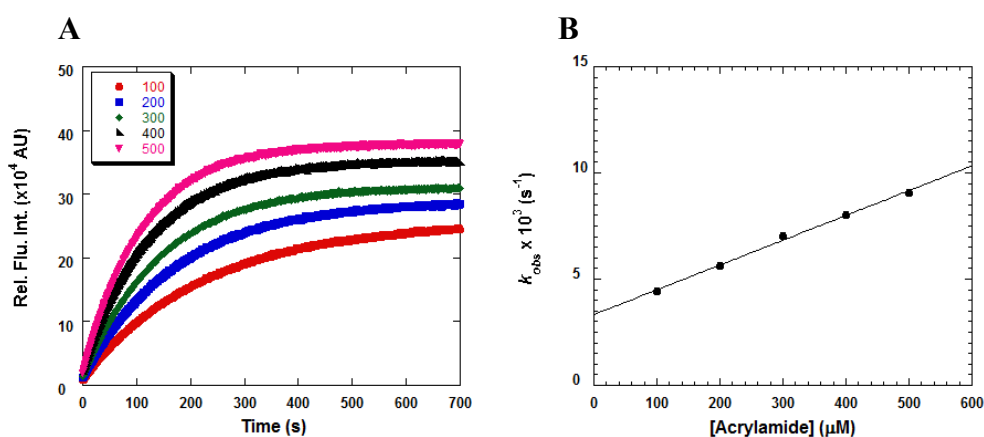 A
50
40
30
20
10
0
Rel. Flu. Int. (x10⁴ AU)
100
200
300
400
500
0 100 200 300 400 500 600 700
Time (s)
B
15
10
5
0
k_obs x 10³ (s⁻¹)
0 100 200 300 400 500 600
[Acrylamide] (μM)